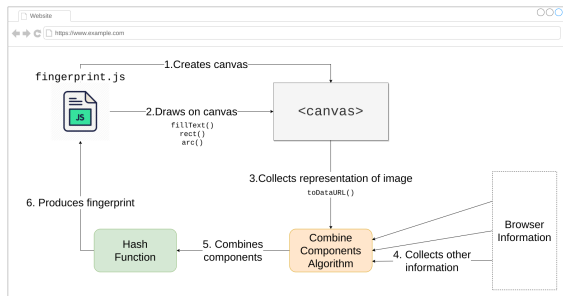 Website
https://www.example.com
1.Creates canvas
fingerprint.js
JS
2.Draws on canvas
fillText()
rect()
arc()
<canvas>
3.Collects representation of image
toDataURL()
6. Produces fingerprint
Browser
Information
Hash
Function
5. Combines
components
Combine
Components
Algorithm
4. Collects other
information